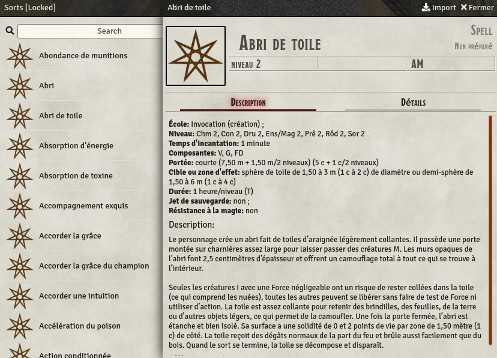 Sorts [Locked]
Search
Abondance de munitions
Abri
Abri de toile
Absorption d'énergie
Absorption de toxine
Accompagnement exquis
Accorder la grâce
Accorder la grâce du champion
Accorder une intuition
Accélération du poison
Action conditionnée
Abri de toile
Import
Fermer
Abri de toile
Spell
Non préparé
niveau 2
AM
Description
Détails
École: Invocation (création) ;
Niveau: Chm 2, Con 2, Dru 2, Ens/Mag 2, Prê 2, Rôd 2, Sor 2
Temps d'incantation: 1 minute
Composantes: V, G, FD
Portée: courte (7,50 m + 1,50 m/2 niveaux) (5 c + 1 c/2 niveaux)
Cible ou zone d'effet: sphère de toile de 1,50 à 3 m (1 c à 2 c) de diamètre ou demi-sphère de
1,50 à 6 m (1 c à 4 c)
Durée: 1 heure/niveau (T)
Jet de sauvegarde: non ;
Résistance à la magie: non
Description:
Le personnage crée un abri fait de toiles d'araignée légèrement collantes. Il possède une porte
montée sur charnières assez large pour laisser passer des créatures M. Les murs opaques de
l'abri font 2,5 centimètres d'épaisseur et offrent un camouflage total à tout ce qui se trouve à
l'intérieur.
Seules les créatures I avec une Force négligeable ont un risque de rester collées dans la toile
(ce qui comprend les nuées), toutes les autres peuvent se libérer sans faire de test de Force ni
utiliser d'action. La toile est assez collante pour retenir des brindilles, des feuilles, de la terre
ou d'autres objets légers, ce qui permet de la camoufler. Une fois la porte fermée, l'abri est
étanche et bien isolé. Sa surface a une solidité de 0 et 2 points de vie par zone de 1,50 mètre (1
c) de côté. La toile reçoit des dégâts normaux de la part du feu et brûle aussi facilement que du
bois. Quand le sort se termine, la toile se décompose et disparaît.